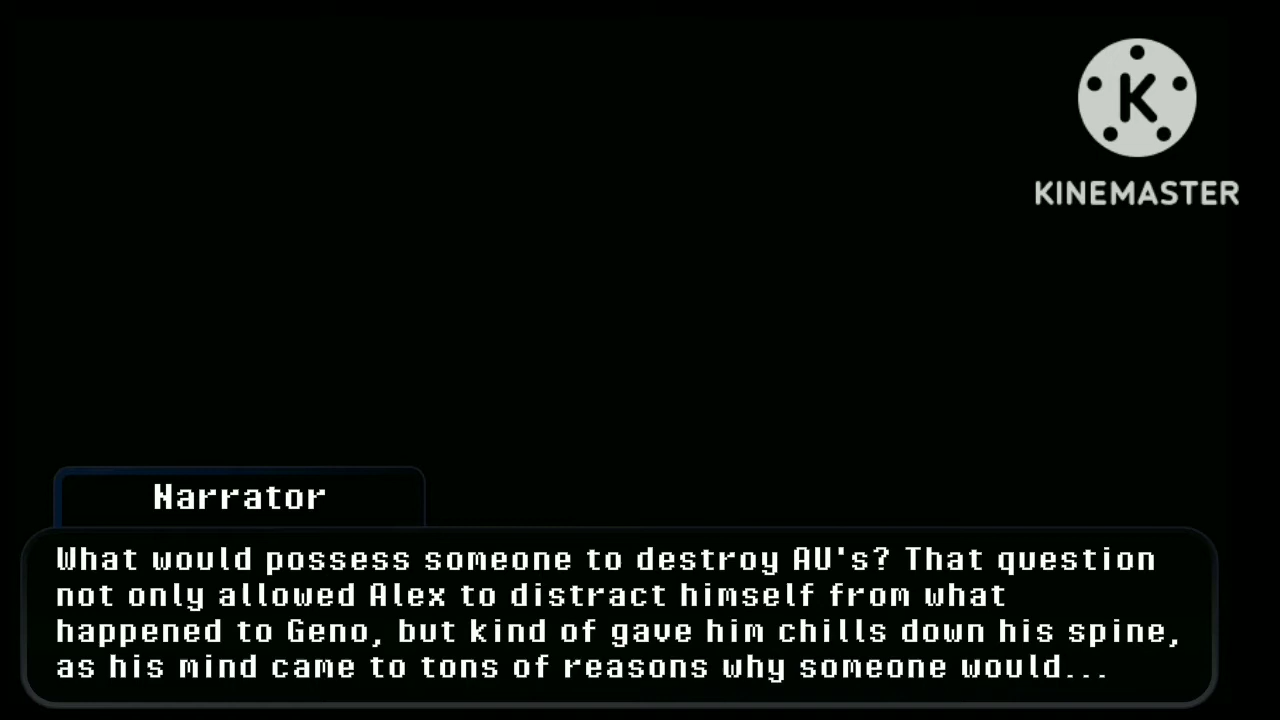 K
KINEMASTER
Narrator
What would possess someone to destroy AU's? That question
not only allowed Alex to distract himself from what
happened to Geno, but kind of gave him chills down his spine,
as his mind came to tons of reasons why someone would...